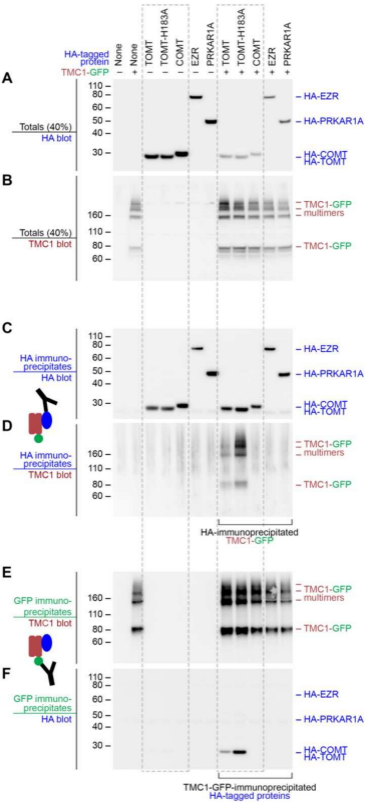 HA-tagged
protein
TMC1-GFP
None
None
TOMT
TOMT-H183A
COMT
EZR
PRKAR1A
TOMT
TOMT-H183A
COMT
EZR
PRKAR1A
– + – – – – – + + + + +
A
Totals (40%)
HA blot
110
80
60
50
40
30
HA-EZR
HA-PRKAR1A
HA-COMT
HA-TOMT
B
Totals (40%)
TMC1 blot
160
110
80
60
TMC1-GFP
multimers
TMC1-GFP
C
HA immuno-
precipitates
HA blot
110
80
60
50
40
30
HA-EZR
HA-PRKAR1A
HA-COMT
HA-TOMT
D
HA immuno-
precipitates
TMC1 blot
160
110
80
60
TMC1-GFP
multimers
TMC1-GFP
HA-immunoprecipitated
TMC1-GFP
E
GFP immuno-
precipitates
TMC1 blot
160
110
80
60
TMC1-GFP
multimers
TMC1-GFP
F
GFP immuno-
precipitates
HA blot
110
80
60
50
40
30
HA-EZR
HA-PRKAR1A
HA-COMT
HA-TOMT
TMC1-GFP-immunoprecipitated
HA-tagged proteins